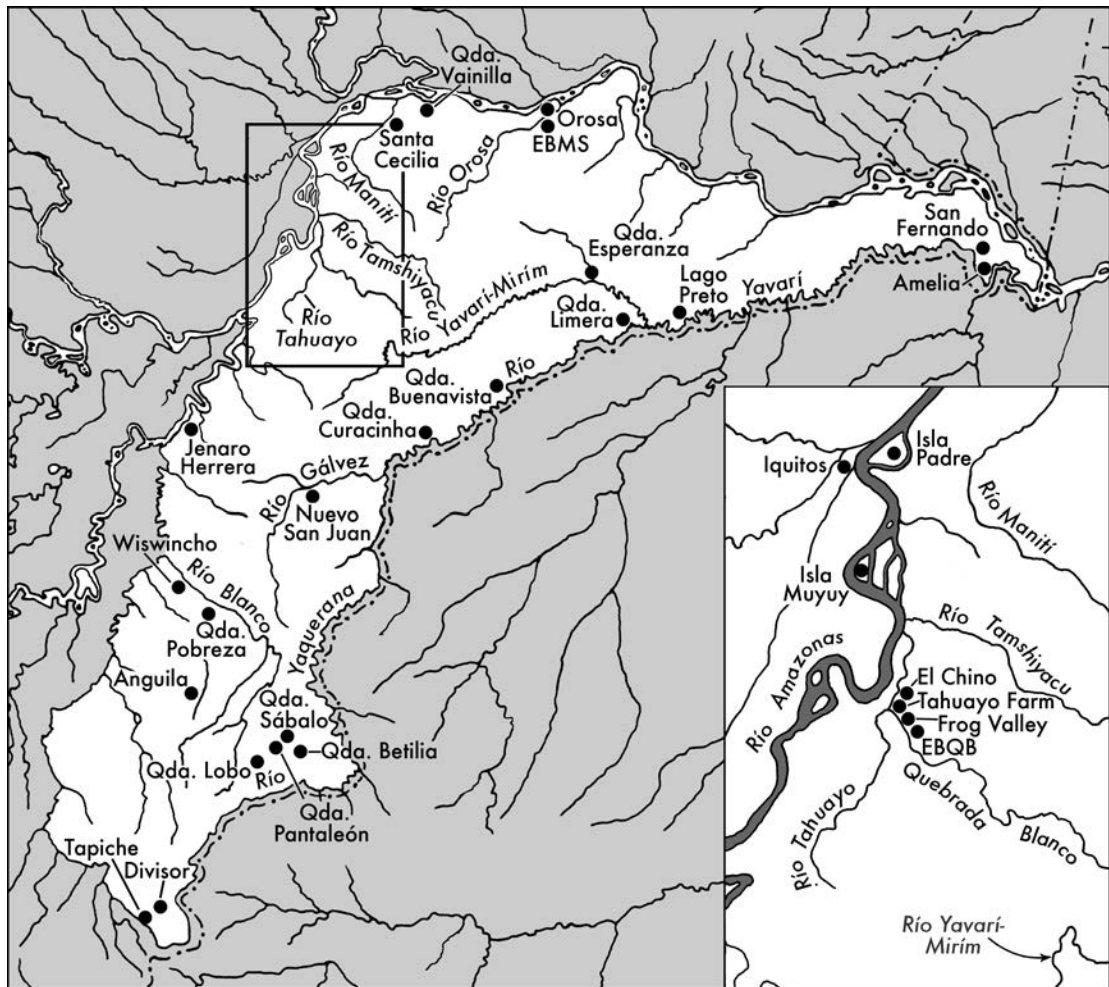 Qda.
Vainilla
Santa
Cecilia
Orosa
EBMS
Río Manití
Río Orosa
Río Tamshiyacu
Río
Tahuayo
Río Yavarí-Mirím
Qda.
Esperanza
San
Fernando
Amelia
Lago
Preto
Yavarí
Qda.
Limera
Río
Qda.
Buenavista
Qda.
Curacinha
Jenaro
Herrera
Río Gálvez
Nuevo
San Juan
Wiswincho
Río Blanco
Qda.
Pobreza
Yaquerana
Anguila
Qda.
Sábalo
Qda. Betilia
Qda. Lobo
Río
Qda.
Pantaleón
Tapiche
Divisor
Isla
Padre
Iquitos
Río Manití
Isla
Muyuy
Río Tamshiyacu
Río Amazonas
El Chino
Tahuayo Farm
Frog Valley
EBQB
Quebrada Blanco
Río Tahuayo
Río Yavarí-
Mirím